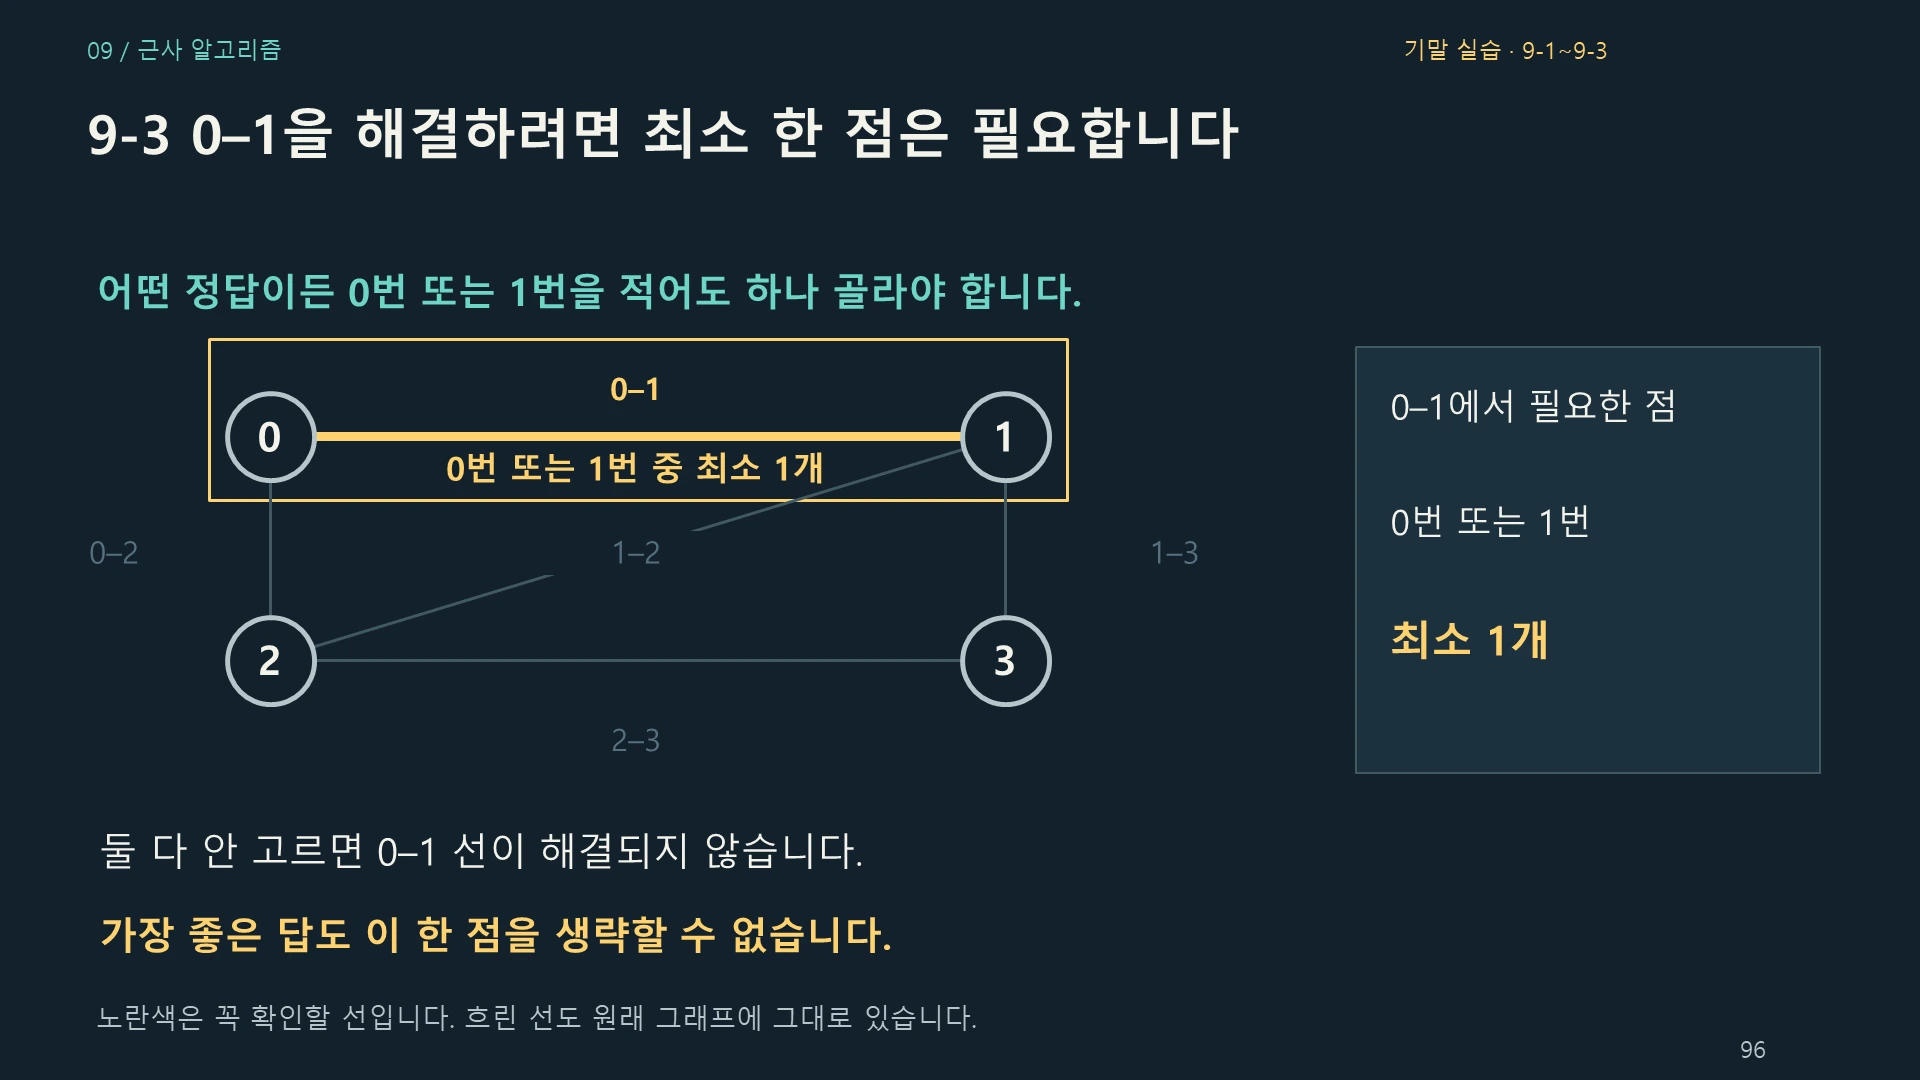 09 / 근사 알고리즘
기말 실습 · 9-1~9-3
9-3 0–1을 해결하려면 최소 한 점은 필요합니다
어떤 정답이든 0번 또는 1번을 적어도 하나 골라야 합니다.
0–1
0
1
0번 또는 1번 중 최소 1개
0–2
1–2
1–3
2
3
2–3
0–1에서 필요한 점
0번 또는 1번
최소 1개
둘 다 안 고르면 0–1 선이 해결되지 않습니다.
가장 좋은 답도 이 한 점을 생략할 수 없습니다.
노란색은 꼭 확인할 선입니다. 흐린 선도 원래 그래프에 그대로 있습니다.
96